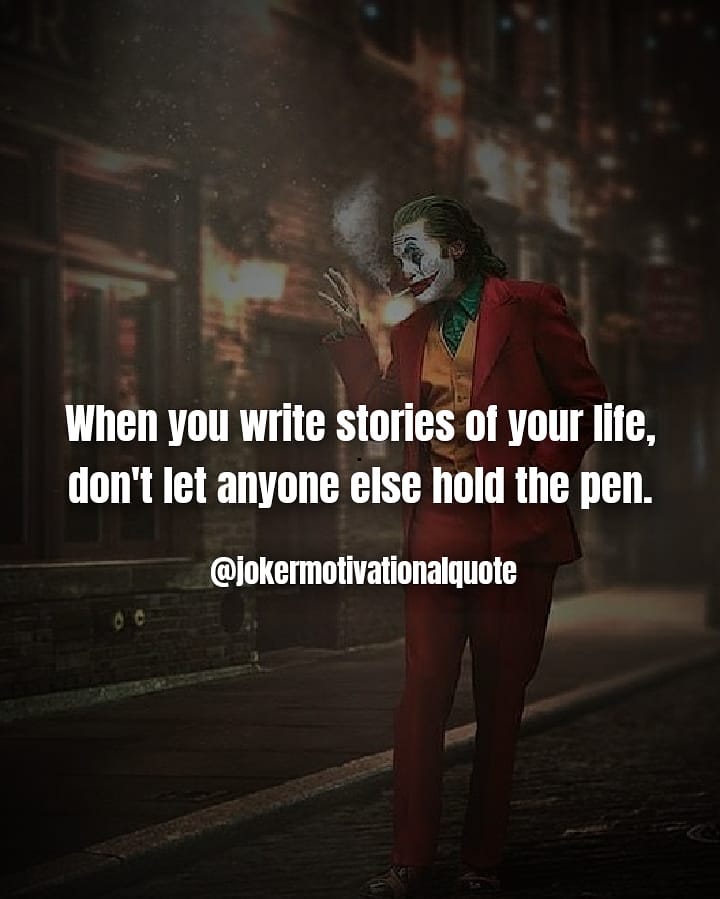 When you write stories of your life,
don't let anyone else hold the pen.
@jokermotivationalquote